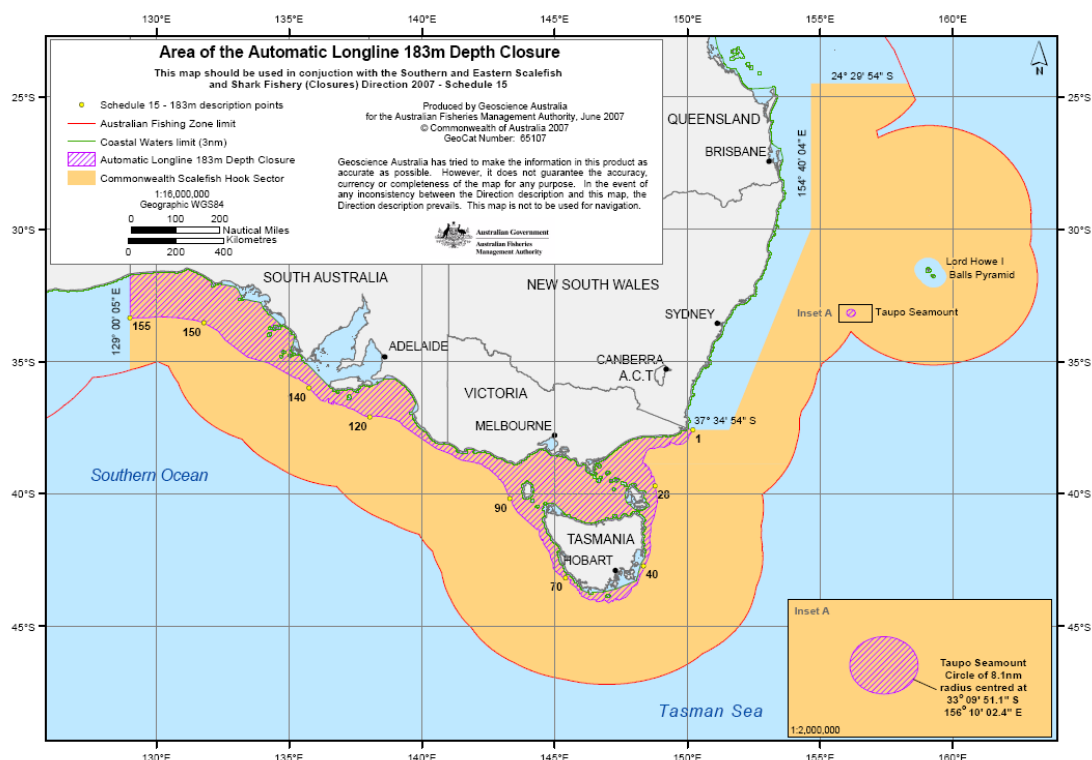 130°E 135°E 140°E 145°E 150°E 155°E 160°E
Area of the Automatic Longline 183m Depth Closure
This map should be used in conjuction with the Southern and Eastern Scalefish
and Shark Fishery (Closures) Direction 2007 - Schedule 15
Schedule 15 - 183m description points
Australian Fishing Zone limit
Coastal Waters limit (3nm)
Automatic Longline 183m Depth Closure
Commonwealth Scalefish Hook Sector
1:16,000,000
Geographic WGS84
0 100 200
Nautical Miles
Kilometres
0 200 400
Produced by Geoscience Australia
for the Australian Fisheries Management Authority, June 2007
© Commonwealth of Australia 2007
GeoCat Number: 65107
Geoscience Australia has tried to make the information in this product as
accurate as possible. However, it does not guarantee the accuracy,
currency or completeness of the map for any purpose. In the event of
any inconsistency between the Direction description and this map, the
Direction description prevails. This map is not to be used for navigation.
Australian Government
Australian Fisheries
Management Authority
N
24° 29' 54" S
25°S
25°S
QUEENSLAND
BRISBANE
154° 40' 04" E
30°S
30°S
SOUTH AUSTRALIA
NEW SOUTH WALES
Lord Howe I
Balls Pyramid
129° 00' 05" E
155
150
SYDNEY
Inset A
Taupo Seamount
ADELAIDE
35°S
35°S
CANBERRA
A.C.T
140
VICTORIA
120
MELBOURNE
37° 34' 54" S
1
Southern Ocean
40°S
40°S
90
20
TASMANIA
HOBART
70
40
45°S
45°S
Inset A
Taupo Seamount
Circle of 8.1nm
radius centred at
33° 09' 51.1" S
156° 10' 02.4" E
1:2,000,000
Tasman Sea
130°E 135°E 140°E 145°E 150°E 155°E 160°E